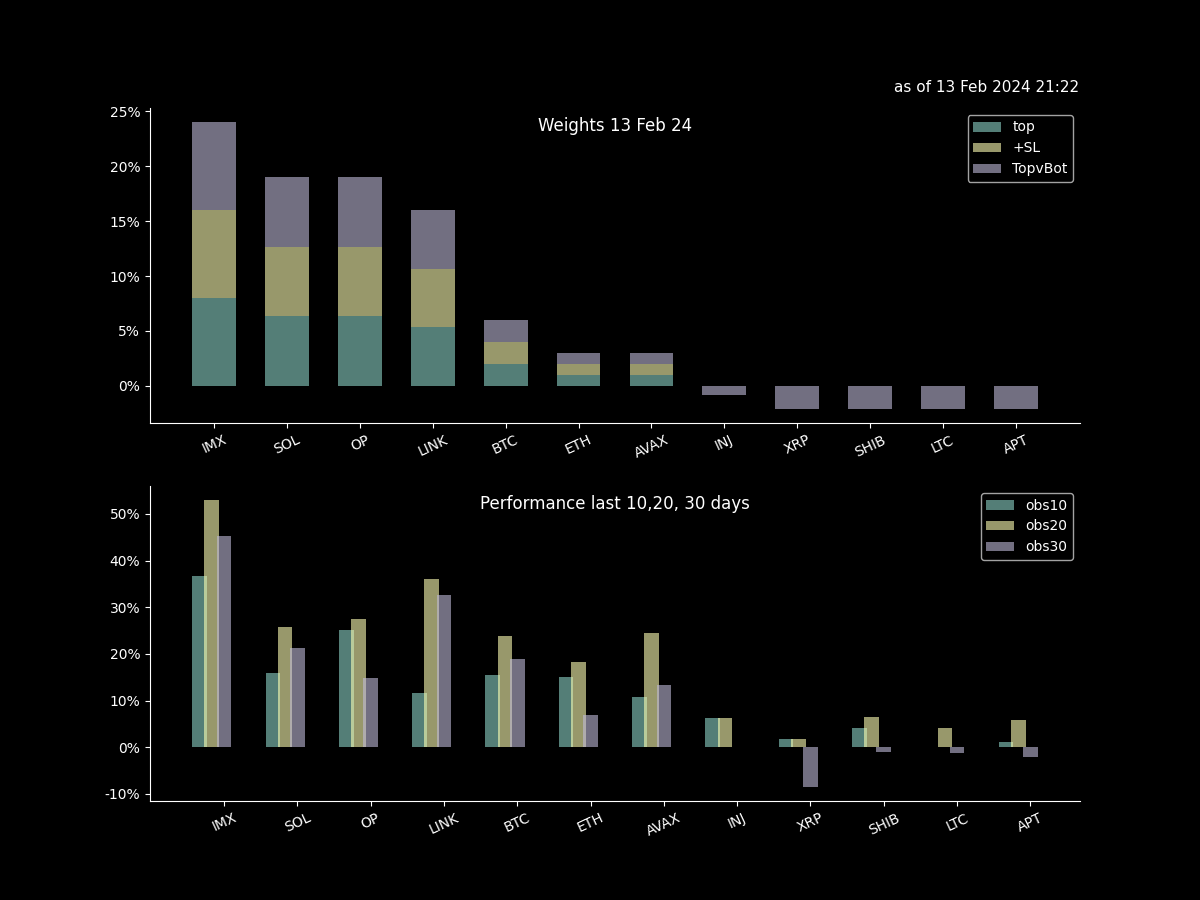 as of 13 Feb 2024 21:22
Weights 13 Feb 24
top
+SL
TopvBot
25%
20%
15%
10%
5%
0%
IMX SOL OP LINK BTC ETH AVAX INJ XRP SHIB LTC APT
Performance last 10,20, 30 days
obs10
obs20
obs30
50%
40%
30%
20%
10%
0%
-10%
IMX SOL OP LINK BTC ETH AVAX INJ XRP SHIB LTC APT